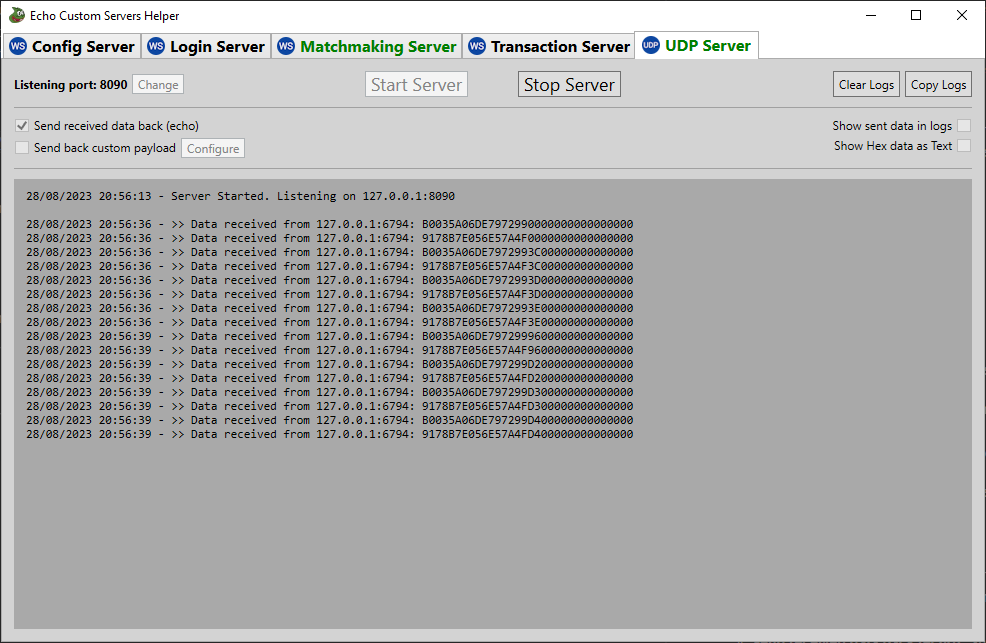 Echo Custom Servers Helper
WS Config Server WS Login Server WS Matchmaking Server WS Transaction Server UDP UDP Server
Listening port: 8090 Change Start Server Stop Server Clear Logs Copy Logs
Send received data back (echo) Show sent data in logs
Send back custom payload Configure Show Hex data as Text
28/08/2023 20:56:13 - Server Started. Listening on 127.0.0.1:8090
28/08/2023 20:56:36 - >> Data received from 127.0.0.1:6794: B0035A06DE7972990000000000000000
28/08/2023 20:56:36 - >> Data received from 127.0.0.1:6794: 9178B7E056E57A4F0000000000000000
28/08/2023 20:56:36 - >> Data received from 127.0.0.1:6794: B0035A06DE7972993C00000000000000
28/08/2023 20:56:36 - >> Data received from 127.0.0.1:6794: 9178B7E056E57A4F3C00000000000000
28/08/2023 20:56:36 - >> Data received from 127.0.0.1:6794: B0035A06DE7972993D00000000000000
28/08/2023 20:56:36 - >> Data received from 127.0.0.1:6794: 9178B7E056E57A4F3D00000000000000
28/08/2023 20:56:36 - >> Data received from 127.0.0.1:6794: B0035A06DE7972993E00000000000000
28/08/2023 20:56:36 - >> Data received from 127.0.0.1:6794: 9178B7E056E57A4F3E00000000000000
28/08/2023 20:56:39 - >> Data received from 127.0.0.1:6794: B0035A06DE7972999600000000000000
28/08/2023 20:56:39 - >> Data received from 127.0.0.1:6794: 9178B7E056E57A4F9600000000000000
28/08/2023 20:56:39 - >> Data received from 127.0.0.1:6794: B0035A06DE797299D200000000000000
28/08/2023 20:56:39 - >> Data received from 127.0.0.1:6794: 9178B7E056E57A4FD200000000000000
28/08/2023 20:56:39 - >> Data received from 127.0.0.1:6794: B0035A06DE797299D300000000000000
28/08/2023 20:56:39 - >> Data received from 127.0.0.1:6794: 9178B7E056E57A4FD300000000000000
28/08/2023 20:56:39 - >> Data received from 127.0.0.1:6794: B0035A06DE797299D400000000000000
28/08/2023 20:56:39 - >> Data received from 127.0.0.1:6794: 9178B7E056E57A4FD400000000000000